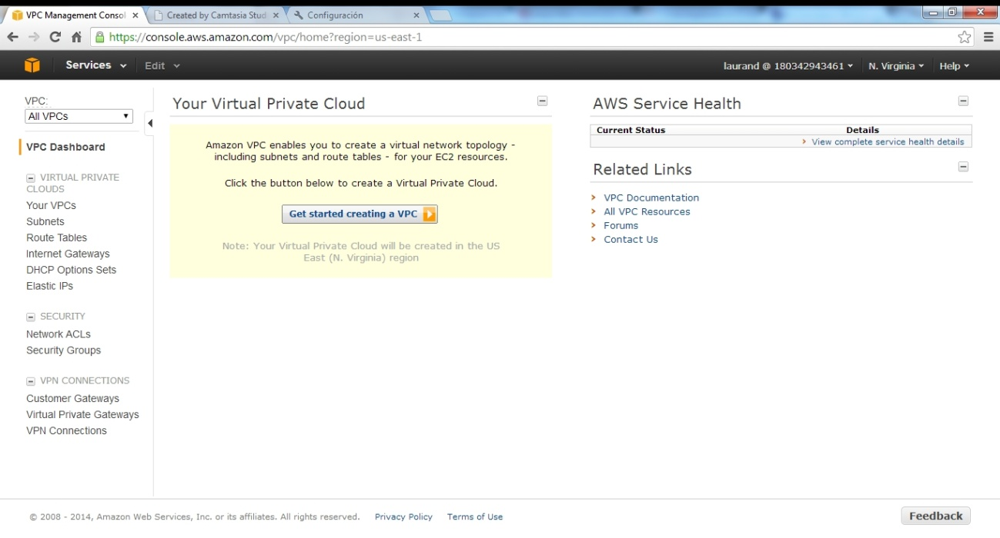 VPC Management Consol
Created by Camtasia Stud
Configuración
https://console.aws.amazon.com/vpc/home?region=us-east-1
Services
Edit
laurand @ 180342943461
N. Virginia
Help
VPC:
All VPCs
VPC Dashboard
VIRTUAL PRIVATE
CLOUDS
Your VPCs
Subnets
Route Tables
Internet Gateways
DHCP Options Sets
Elastic IPs
SECURITY
Network ACLs
Security Groups
VPN CONNECTIONS
Customer Gateways
Virtual Private Gateways
VPN Connections
Your Virtual Private Cloud
Amazon VPC enables you to create a virtual network topology -
including subnets and route tables - for your EC2 resources.
Click the button below to create a Virtual Private Cloud.
Get started creating a VPC
Note: Your Virtual Private Cloud will be created in the US
East (N. Virginia) region
AWS Service Health
Current Status Details
View complete service health details
Related Links
VPC Documentation
All VPC Resources
Forums
Contact Us
© 2008 - 2014, Amazon Web Services, Inc. or its affiliates. All rights reserved. Privacy Policy Terms of Use
Feedback